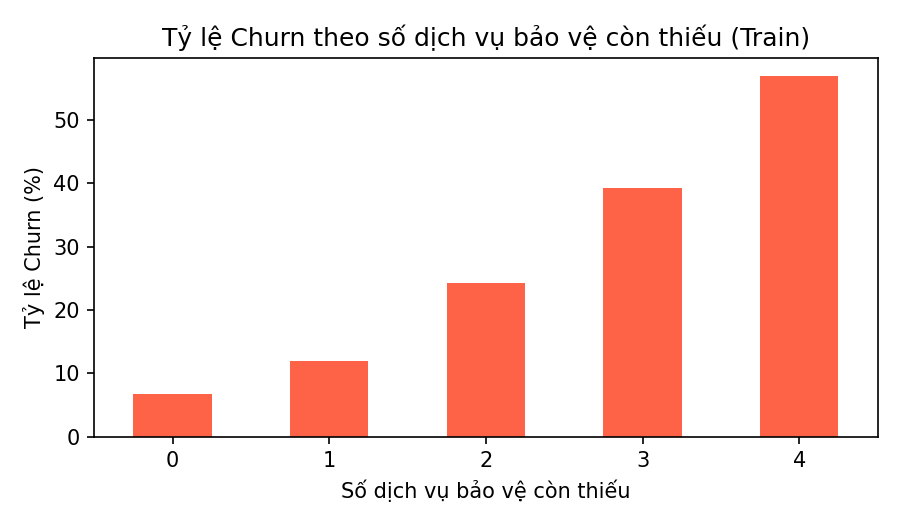 Tỷ lệ Churn theo số dịch vụ bảo vệ còn thiếu (Train)
Tỷ lệ Churn (%)
50
40
30
20
10
0
0 1 2 3 4
Số dịch vụ bảo vệ còn thiếu